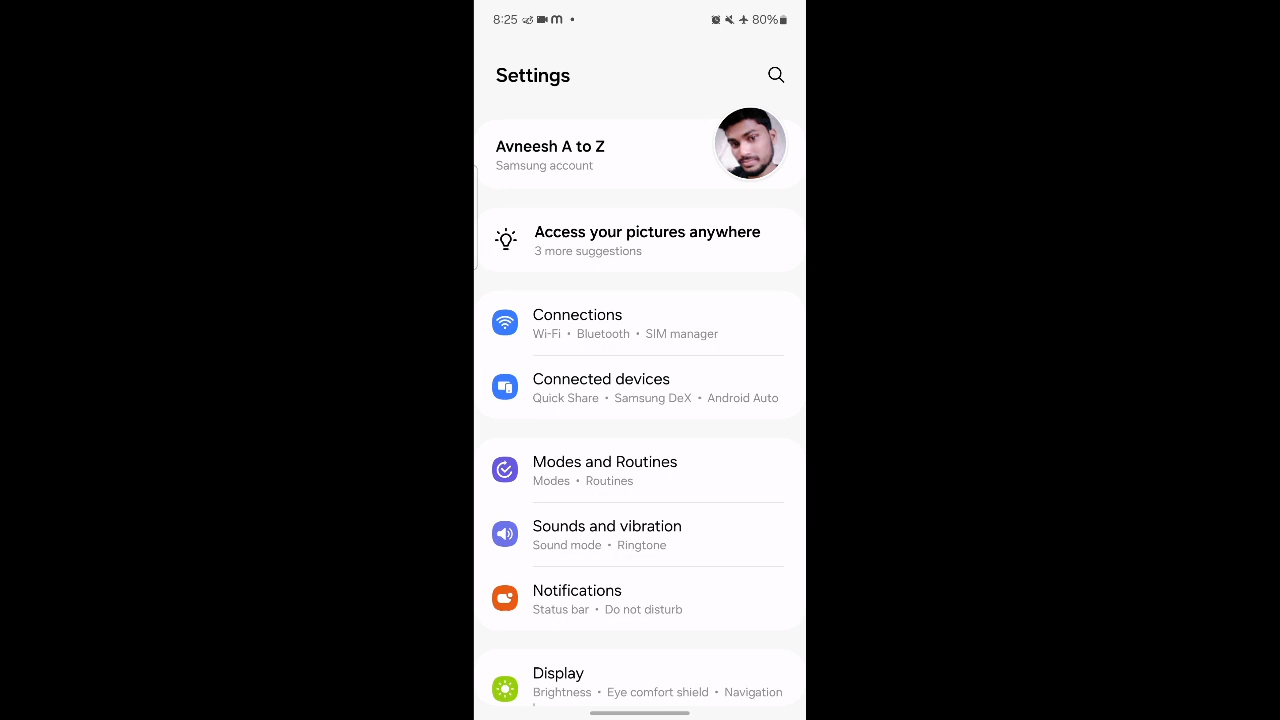 8:25 80%
Settings
Avneesh A to Z
Samsung account
Access your pictures anywhere
3 more suggestions
Connections
Wi-Fi • Bluetooth • SIM manager
Connected devices
Quick Share • Samsung DeX • Android Auto
Modes and Routines
Modes • Routines
Sounds and vibration
Sound mode • Ringtone
Notifications
Status bar • Do not disturb
Display
Brightness • Eye comfort shield • Navigation